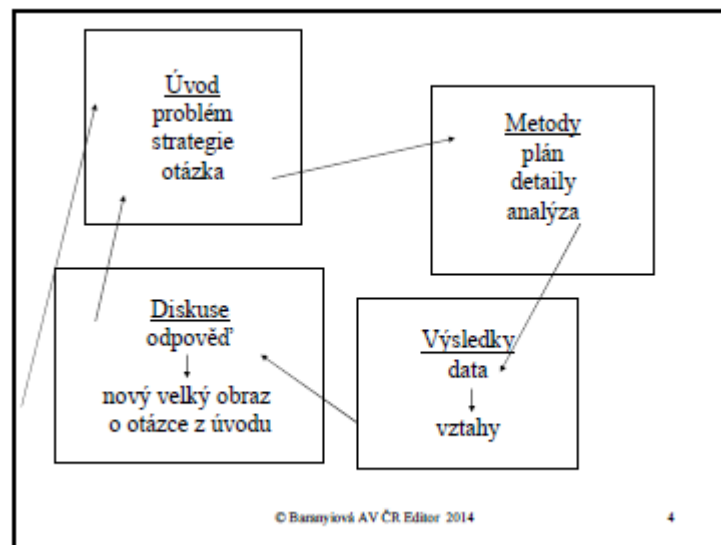 Úvod
problém
strategie
otázka
Metody
plán
detaily
analýza
Diskuse
odpověď
nový velký obraz
o otázce z úvodu
Výsledky
data
vztahy
© Baranyiová AV ČR Editor 2014
4